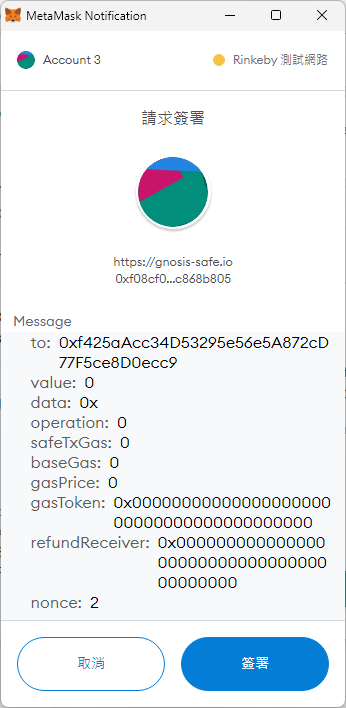 MetaMask Notification
Account 3
Rinkeby 測試網路
請求簽署
https://gnosis-safe.io
0xf08cf0...c868b805
Message
to: 0xf425aAcc34D53295e56e5A872cD
77F5ce8D0ecc9
value: 0
data: 0x
operation: 0
safeTxGas: 0
baseGas: 0
gasPrice: 0
gasToken: 0x00000000000000000000
00000000000000000000
refundReceiver: 0x000000000000000
00000000000000000
00000000
nonce: 2
取消
簽署